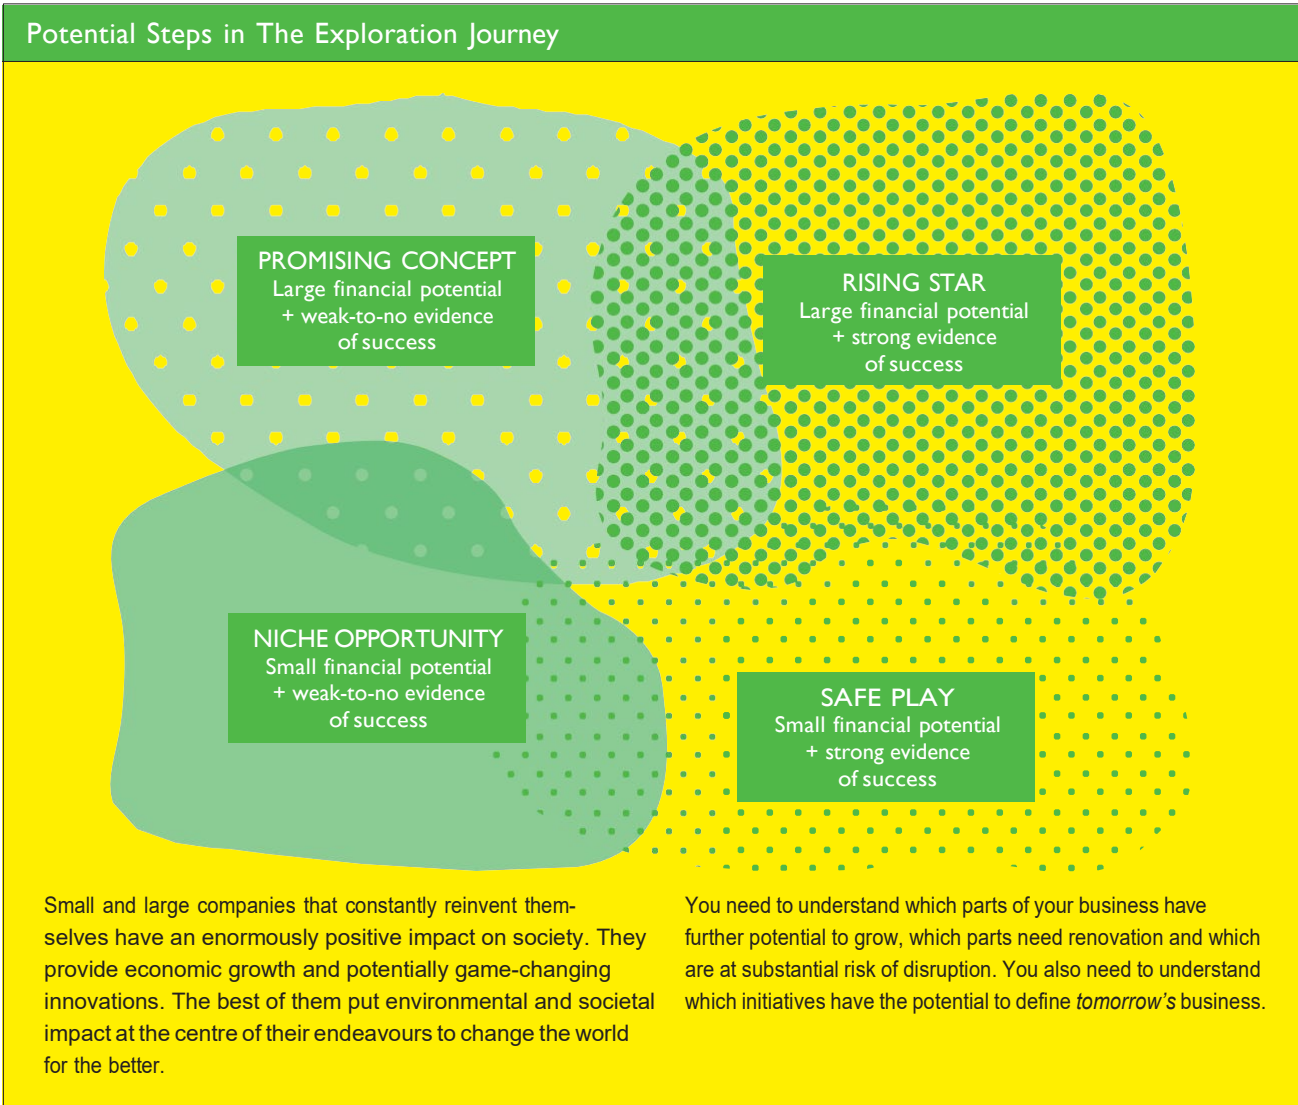 Potential Steps in The Exploration Journey
PROMISING CONCEPT
Large financial potential
+ weak-to-no evidence
of success
RISING STAR
Large financial potential
+ strong evidence
of success
NICHE OPPORTUNITY
Small financial potential
+ weak-to-no evidence
of success
SAFE PLAY
Small financial potential
+ strong evidence
of success
Small and large companies that constantly reinvent them-
selves have an enormously positive impact on society. They
provide economic growth and potentially game-changing
innovations. The best of them put environmental and societal
impact at the centre of their endeavours to change the world
for the better.
You need to understand which parts of your business have
further potential to grow, which parts need renovation and which
are at substantial risk of disruption. You also need to understand
which initiatives have the potential to define tomorrow's business.